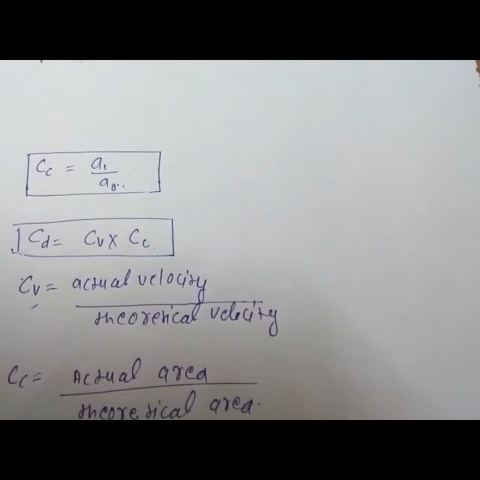 Cc = a1/a0..
Cd = Cv x Cc.
Cv = actual velocity
theoretical velocity
Cc = Actual area
theoretical area.